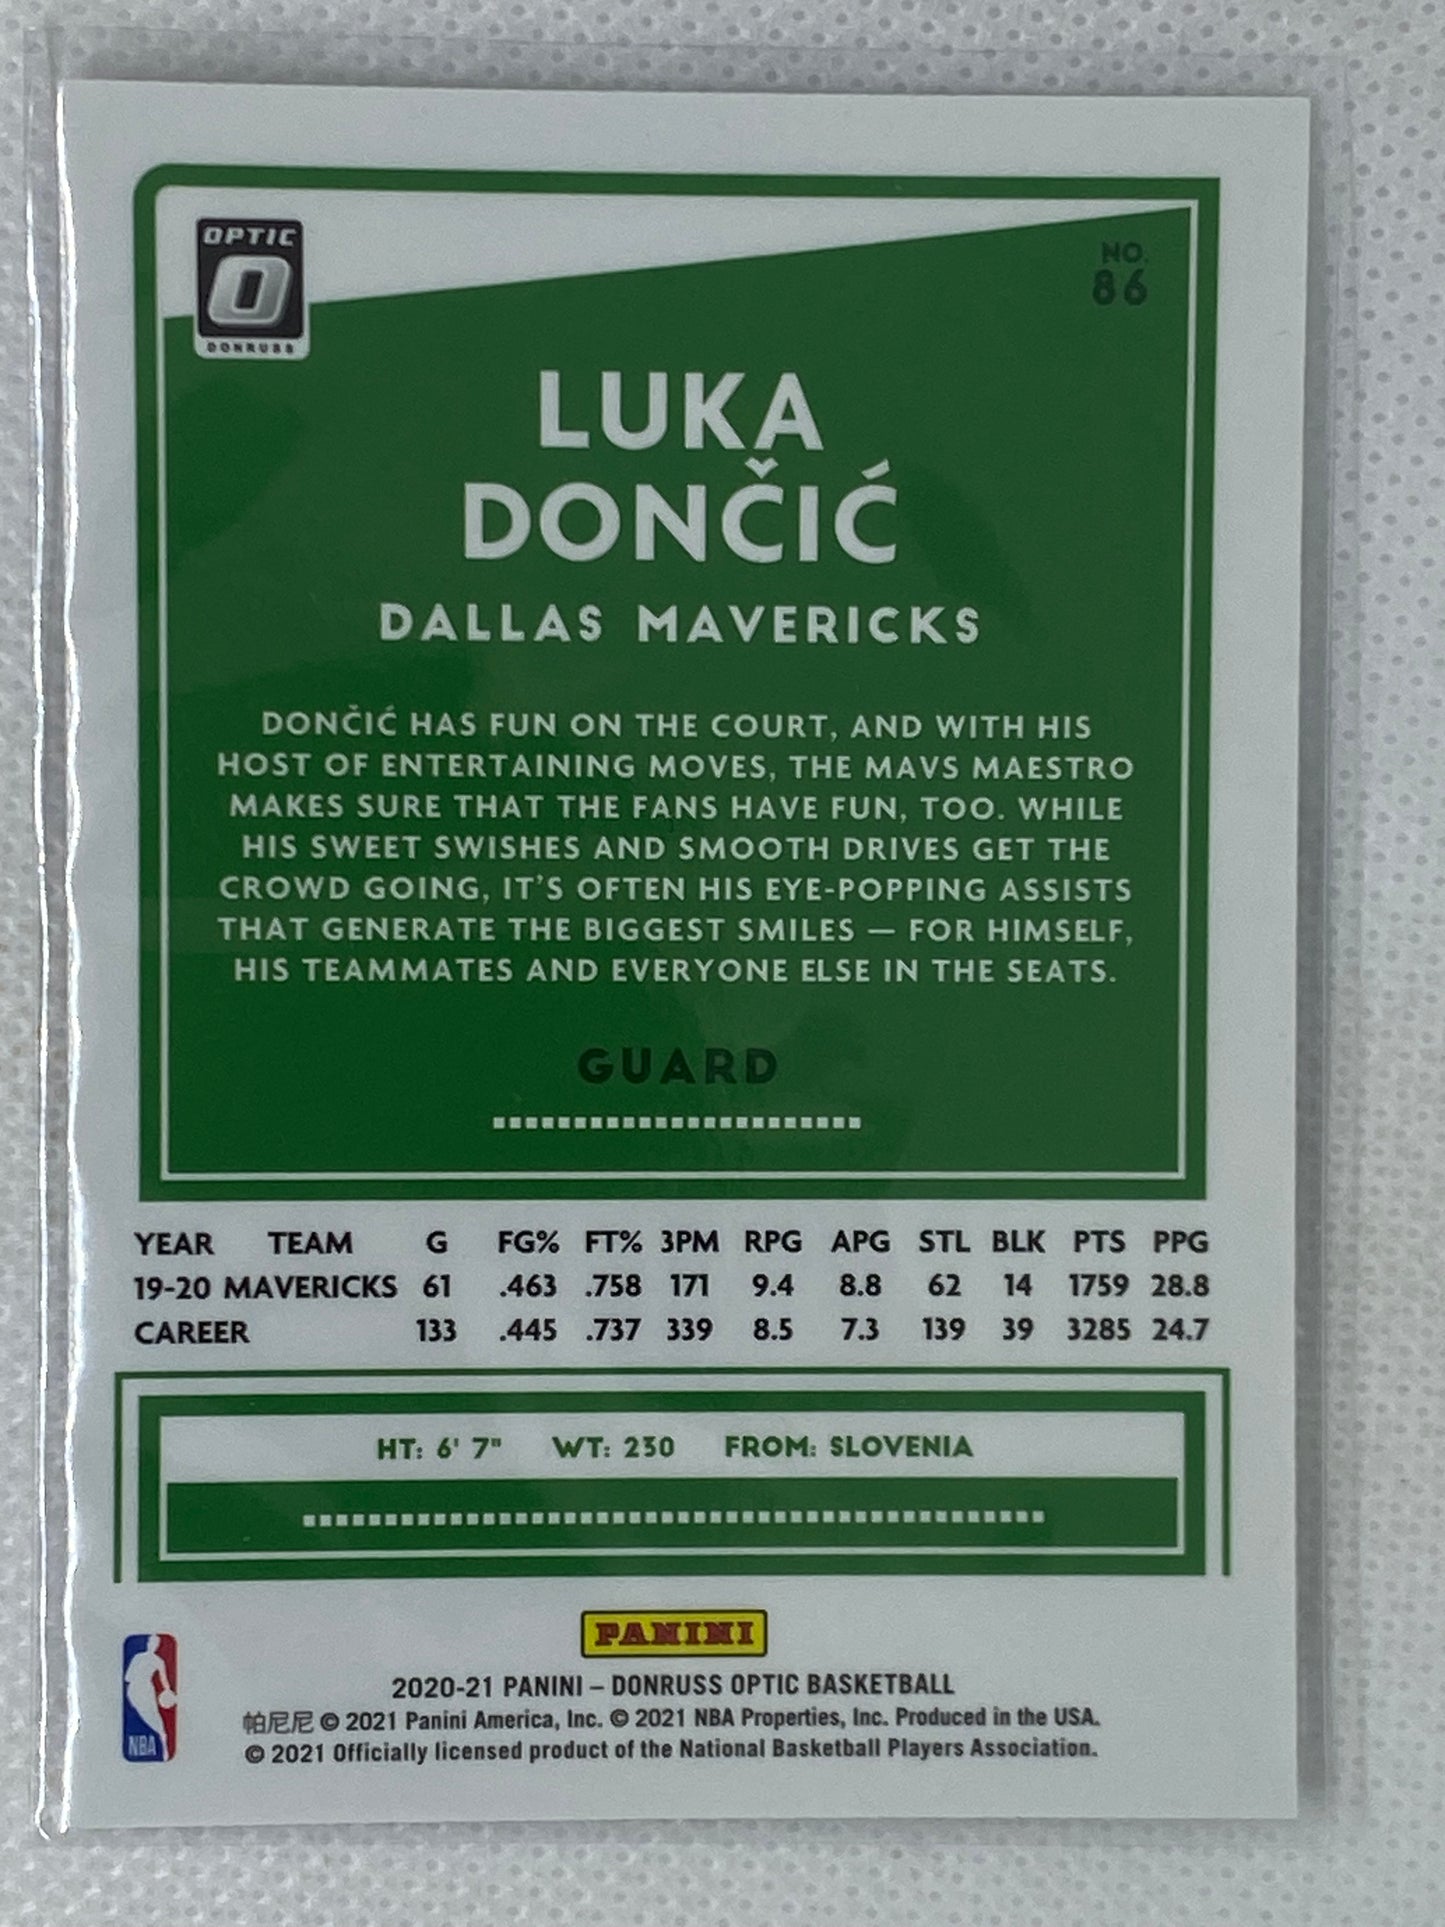 OPTIC
O
DONRUSS
NO.
86
LUKA
DONČIĆ
DALLAS MAVERICKS
DONČIĆ HAS FUN ON THE COURT, AND WITH HIS
HOST OF ENTERTAINING MOVES, THE MAVS MAESTRO
MAKES SURE THAT THE FANS HAVE FUN, TOO. WHILE
HIS SWEET SWISHES AND SMOOTH DRIVES GET THE
CROWD GOING, IT'S OFTEN HIS EYE-POPPING ASSISTS
THAT GENERATE THE BIGGEST SMILES — FOR HIMSELF,
HIS TEAMMATES AND EVERYONE ELSE IN THE SEATS.
GUARD
YEAR TEAM G FG% FT% 3PM RPG APG STL BLK PTS PPG
19-20 MAVERICKS 61 .463 .758 171 9.4 8.8 62 14 1759 28.8
CAREER 133 .445 .737 339 8.5 7.3 139 39 3285 24.7
HT: 6' 7" WT: 230 FROM: SLOVENIA
PANINI
2020-21 PANINI – DONRUSS OPTIC BASKETBALL
帕尼尼 © 2021 Panini America, Inc. © 2021 NBA Properties, Inc. Produced in the USA.
© 2021 Officially licensed product of the National Basketball Players Association.
NBA